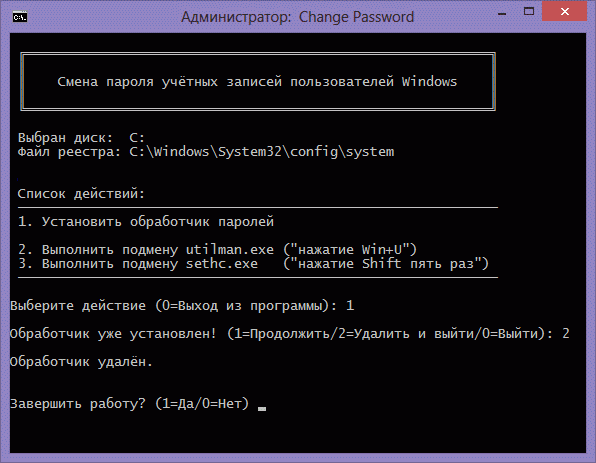 Администратор: Change Password
Смена пароля учётных записей пользователей Windows
Выбран диск: C:
Файл реестра: C:\Windows\System32\config\system
Список действий:
1. Установить обработчик паролей
2. Выполнить подмену utilman.exe ("нажатие Win+U")
3. Выполнить подмену sethc.exe ("нажатие Shift пять раз")
Выберите действие (0=Выход из программы): 1
Обработчик уже установлен! (1=Продолжить/2=Удалить и выйти/0=Выйти): 2
Обработчик удалён.
Завершить работу? (1=Да/0=Нет)